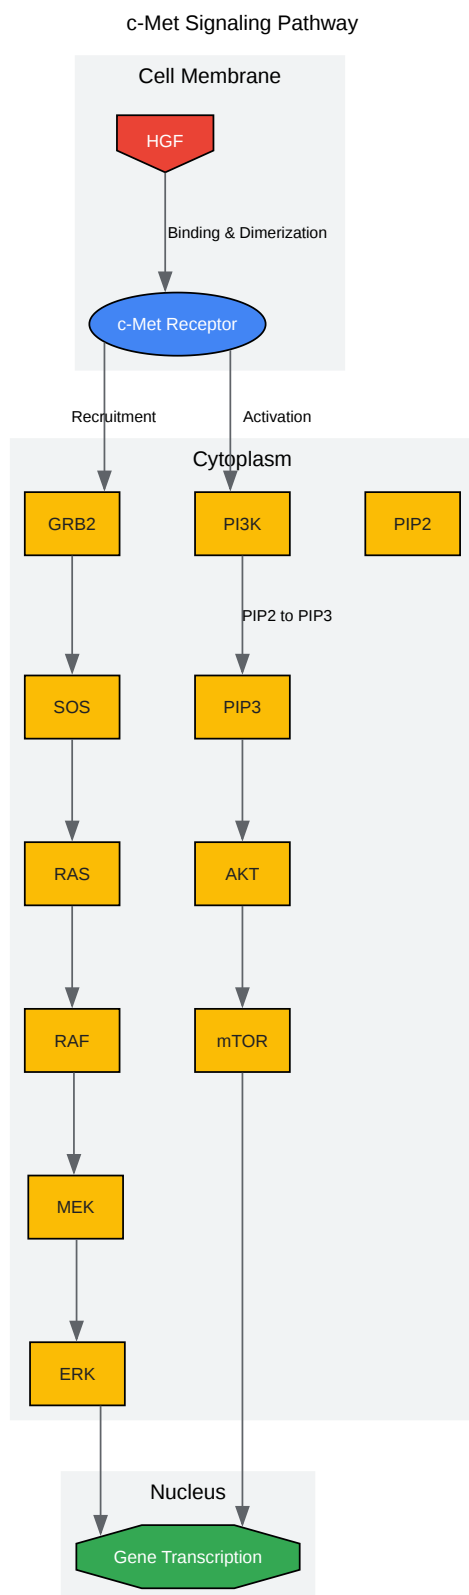 c-Met Signaling Pathway
Cell Membrane
HGF
Binding & Dimerization
c-Met Receptor
Recruitment
Activation
Cytoplasm
GRB2
PI3K
PIP2
PIP2 to PIP3
SOS
PIP3
RAS
AKT
RAF
mTOR
MEK
ERK
Nucleus
Gene Transcription